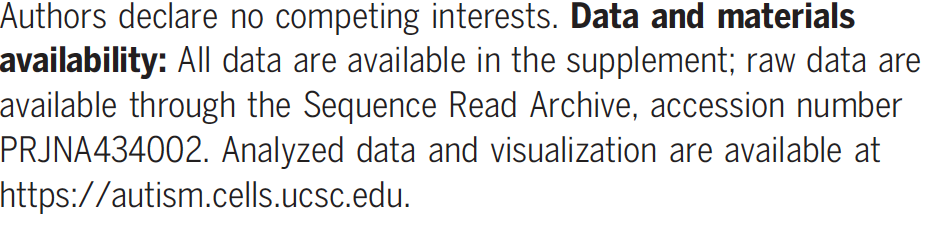 Authors declare no competing interests. Data and materials
availability: All data are available in the supplement; raw data are
available through the Sequence Read Archive, accession number
PRJNA434002. Analyzed data and visualization are available at
https://autism.cells.ucsc.edu.